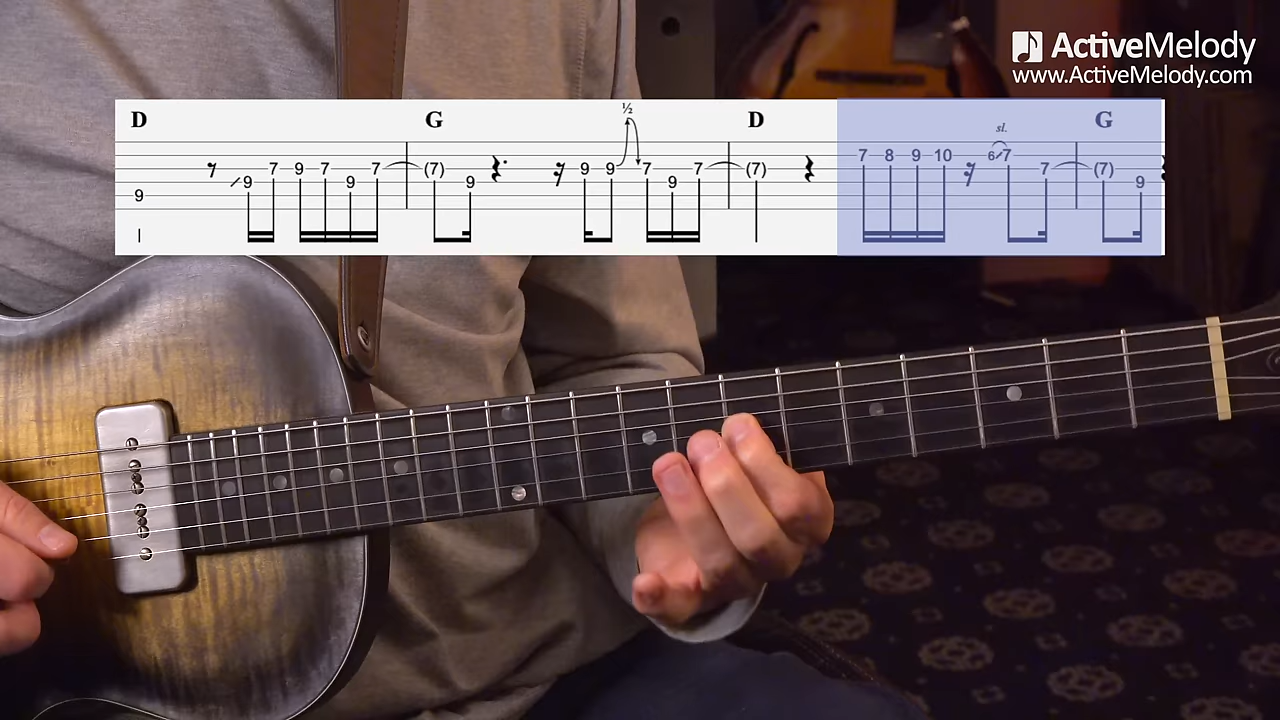 ActiveMelody
www.ActiveMelody.com
D G D G
½
sl.
7 8 9 10 6 7
7 9 7 7 (7) 9 9 7 7 (7) 7 (7)
9 9 9 9 9
9